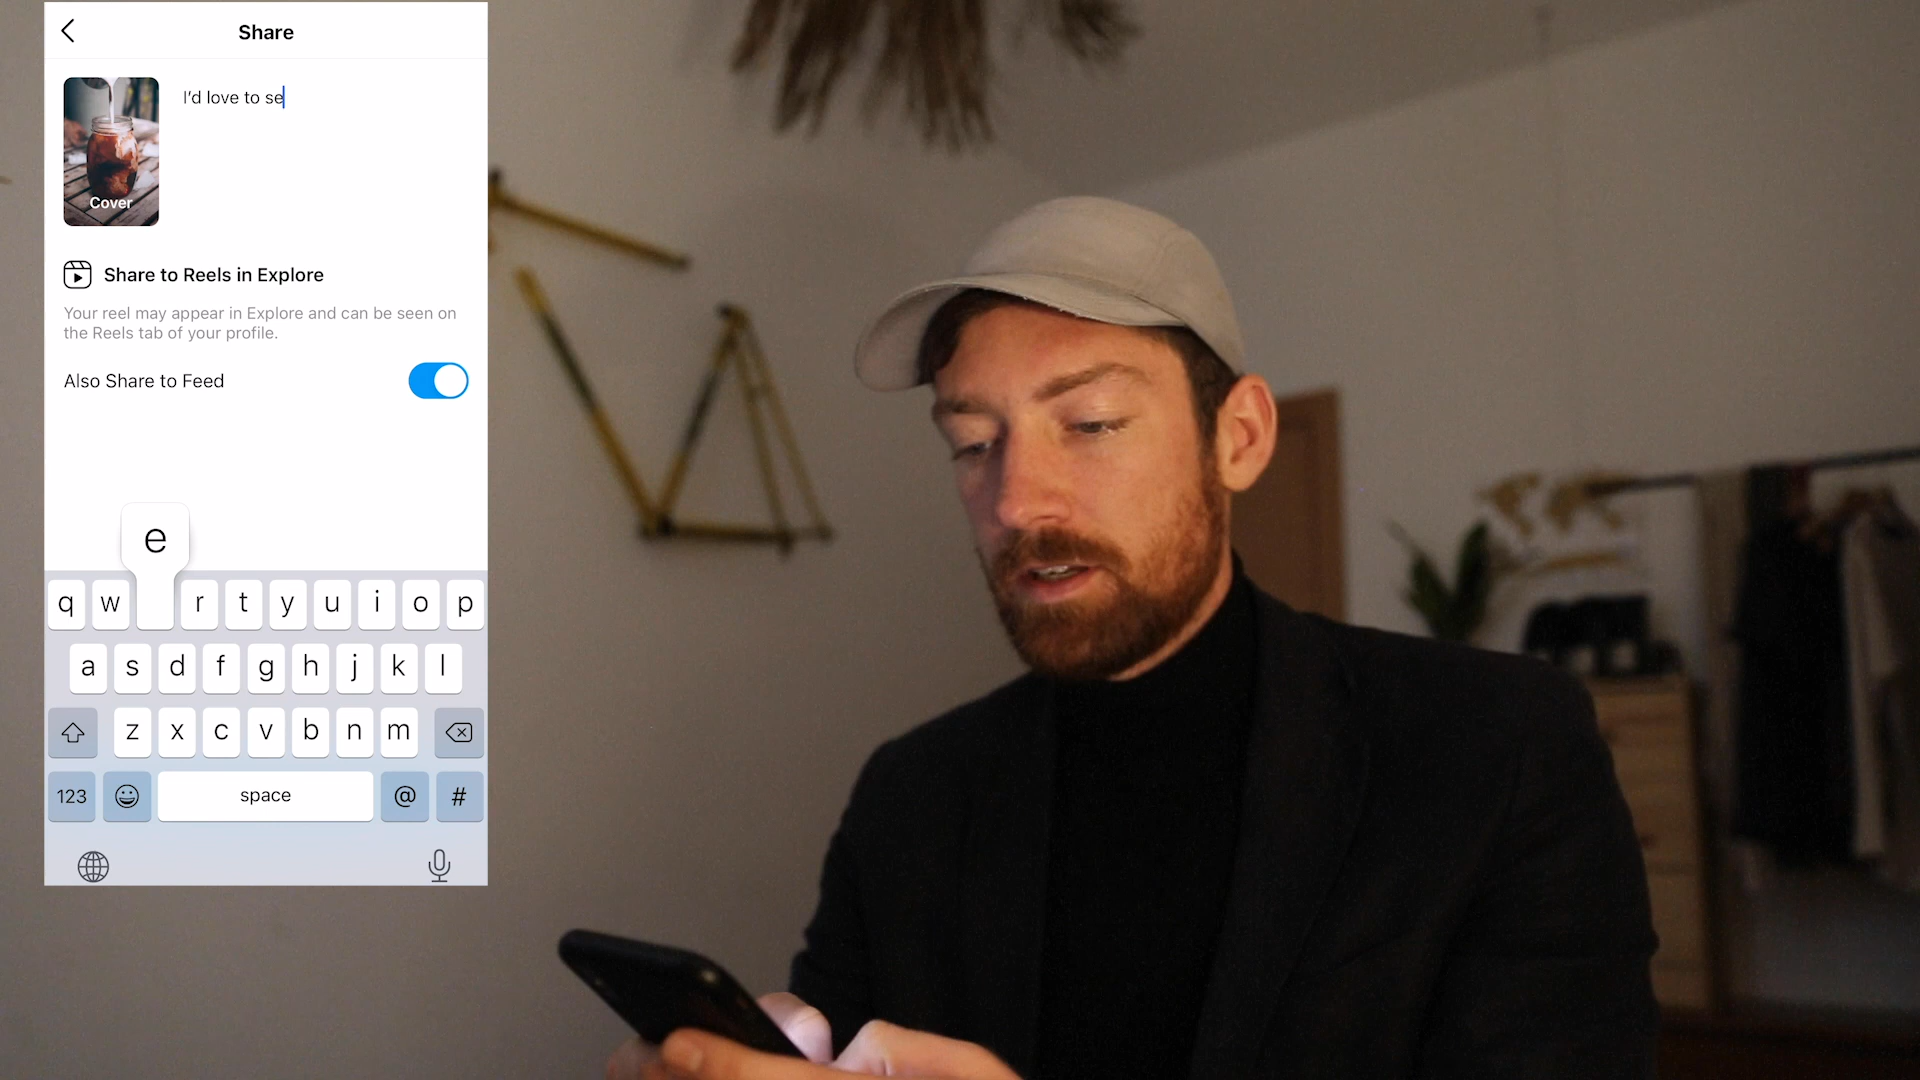 Share
I’d love to se
Cover
Share to Reels in Explore
Your reel may appear in Explore and can be seen on
the Reels tab of your profile.
Also Share to Feed
e
q w r t y u i o p
a s d f g h j k l
z x c v b n m
123 space @ #